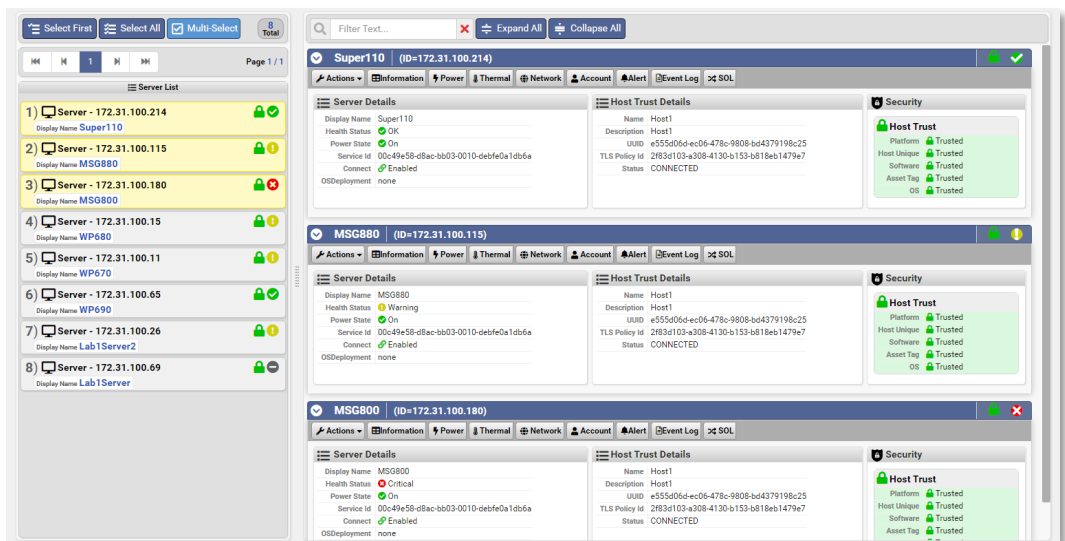 Select First Select All Multi-Select 8 Total
1 Page 1 / 1
Server List
1) Server - 172.31.100.214
Display Name Super110
2) Server - 172.31.100.115
Display Name MSG880
3) Server - 172.31.100.180
Display Name MSG800
4) Server - 172.31.100.15
Display Name WP680
5) Server - 172.31.100.11
Display Name WP670
6) Server - 172.31.100.65
Display Name WP690
7) Server - 172.31.100.26
Display Name Lab1Server2
8) Server - 172.31.100.69
Display Name Lab1Server
Filter Text... Expand All Collapse All
Super110 (ID=172.31.100.214)
Actions Information Power Thermal Network Account Alert Event Log SOL
Server Details
Display Name Super110
Health Status OK
Power State On
Service Id 00c49e58-d8ac-bb03-0010-debfe0a1db6a
Connect Enabled
OSDeployment none
Host Trust Details
Name Host1
Description Host1
UUID e555d06d-ec06-478c-9808-bd4379198c25
TLS Policy Id 2f83d103-a308-4130-b153-b818eb1479e7
Status CONNECTED
Security
Host Trust
Platform Trusted
Host Unique Trusted
Software Trusted
Asset Tag Trusted
OS Trusted
MSG880 (ID=172.31.100.115)
Actions Information Power Thermal Network Account Alert Event Log SOL
Server Details
Display Name MSG880
Health Status Warning
Power State On
Service Id 00c49e58-d8ac-bb03-0010-debfe0a1db6a
Connect Enabled
OSDeployment none
Host Trust Details
Name Host1
Description Host1
UUID e555d06d-ec06-478c-9808-bd4379198c25
TLS Policy Id 2f83d103-a308-4130-b153-b818eb1479e7
Status CONNECTED
Security
Host Trust
Platform Trusted
Host Unique Trusted
Software Trusted
Asset Tag Trusted
OS Trusted
MSG800 (ID=172.31.100.180)
Actions Information Power Thermal Network Account Alert Event Log SOL
Server Details
Display Name MSG800
Health Status Critical
Power State On
Service Id 00c49e58-d8ac-bb03-0010-debfe0a1db6a
Connect Enabled
OSDeployment none
Host Trust Details
Name Host1
Description Host1
UUID e555d06d-ec06-478c-9808-bd4379198c25
TLS Policy Id 2f83d103-a308-4130-b153-b818eb1479e7
Status CONNECTED
Security
Host Trust
Platform Trusted
Host Unique Trusted
Software Trusted
Asset Tag Trusted